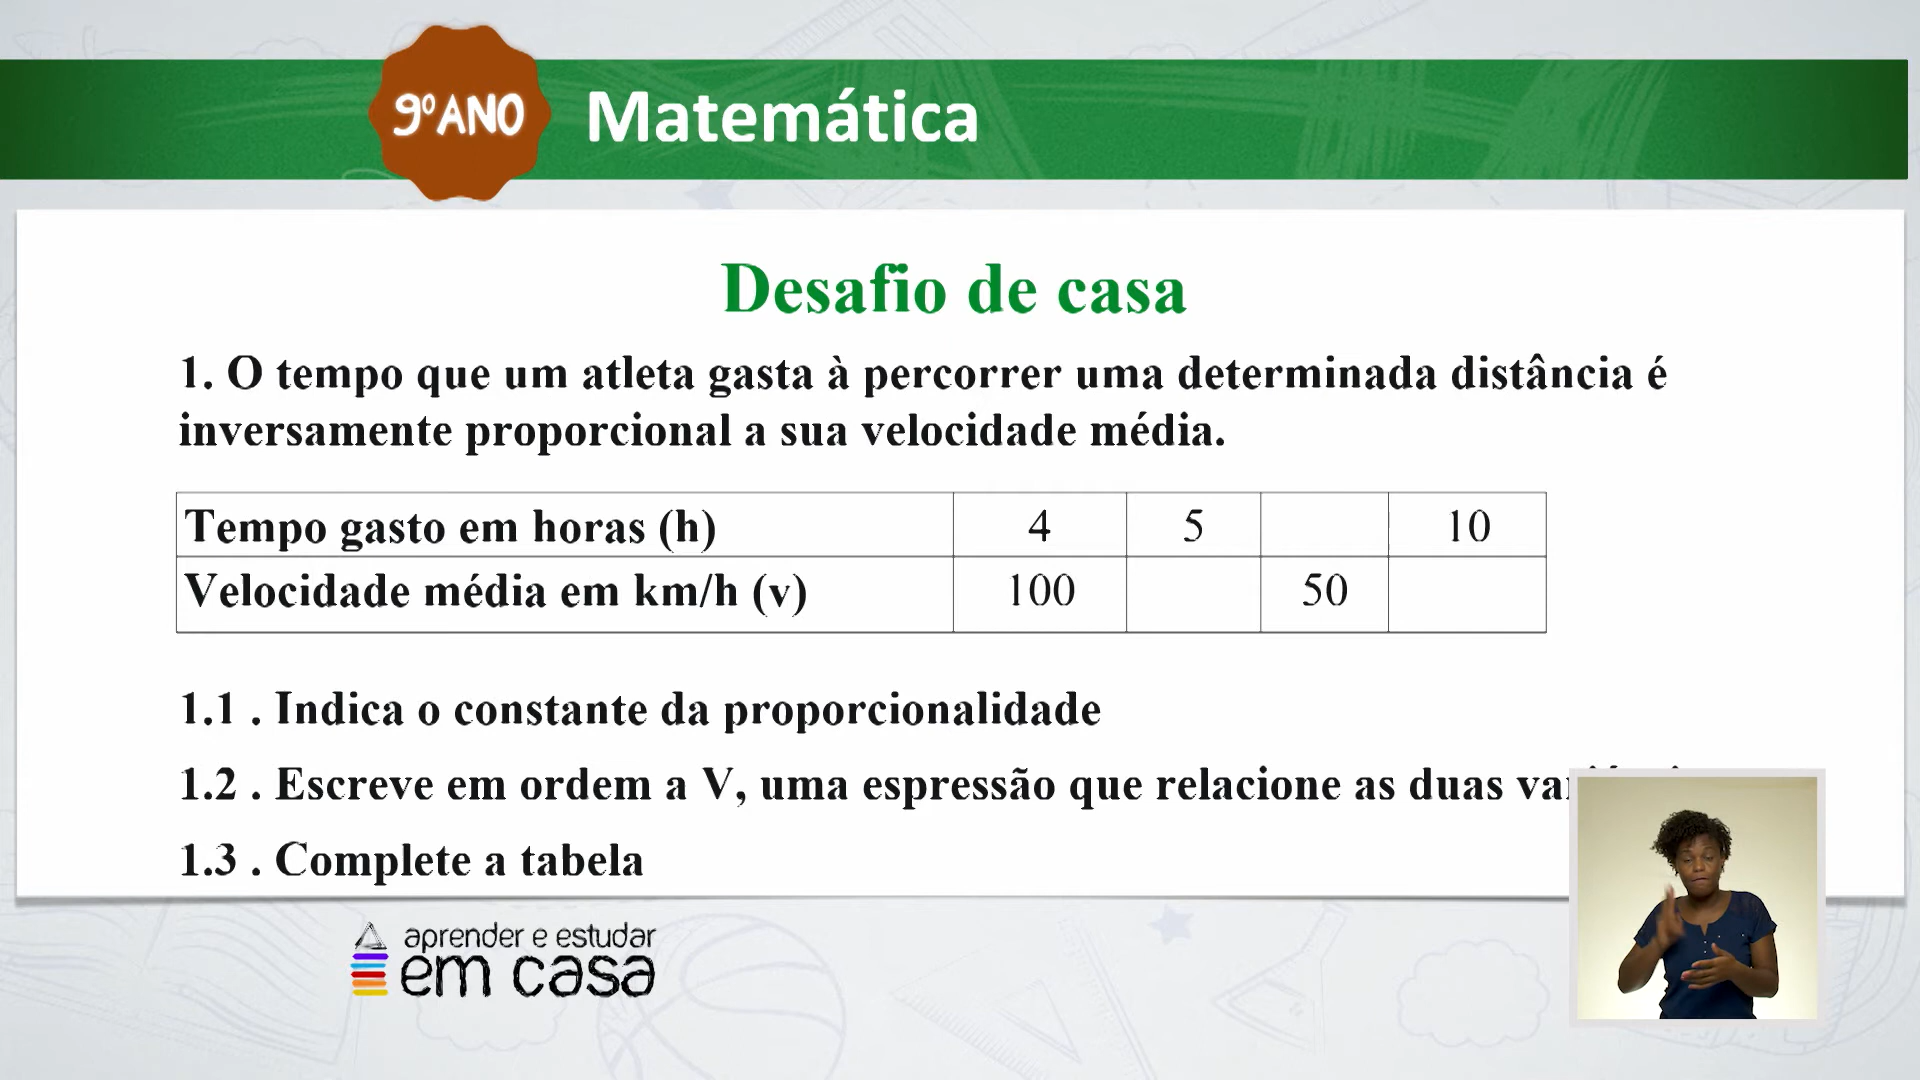 9º ANO
Matemática
Desafio de casa
1. O tempo que um atleta gasta à percorrer uma determinada distância é
inversamente proporcional a sua velocidade média.
Tempo gasto em horas (h) 4 5 10
Velocidade média em km/h (v) 100 50
1.1 . Indica o constante da proporcionalidade
1.2 . Escreve em ordem a V, uma espressão que relacione as duas
1.3 . Complete a tabela
aprender e estudar
em casa